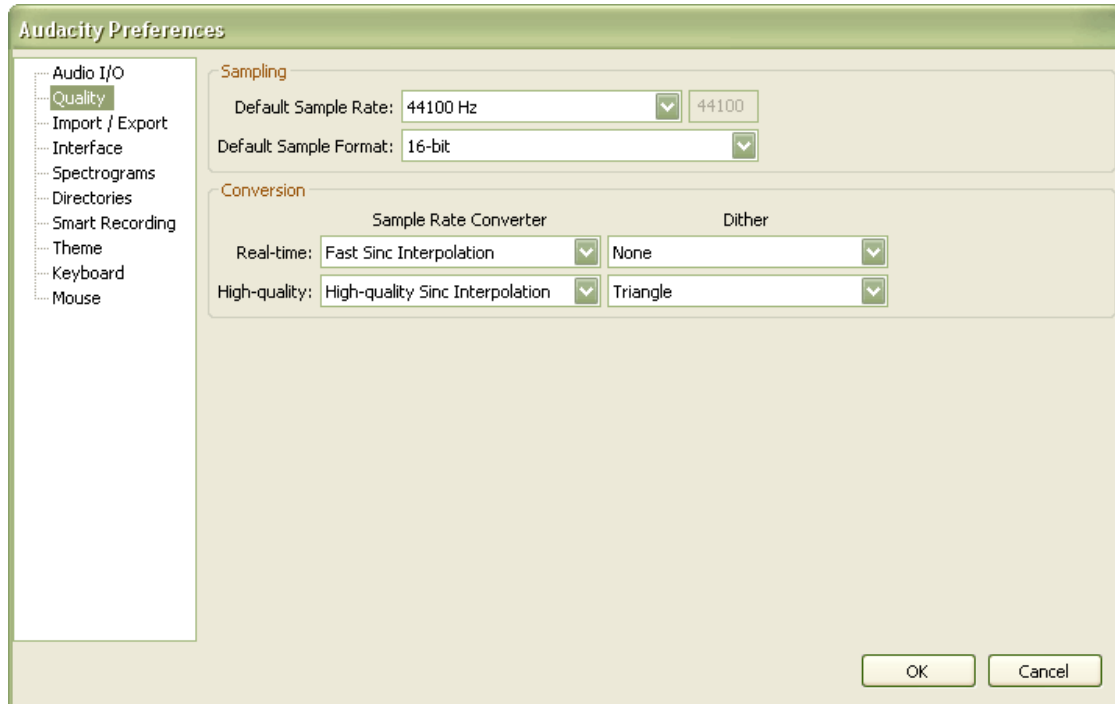 Audacity Preferences
Audio I/O
Quality
Import / Export
Interface
Spectrograms
Directories
Smart Recording
Theme
Keyboard
Mouse
Sampling
Default Sample Rate: 44100 Hz 44100
Default Sample Format: 16-bit
Conversion
Sample Rate Converter Dither
Real-time: Fast Sinc Interpolation None
High-quality: High-quality Sinc Interpolation Triangle
OK Cancel